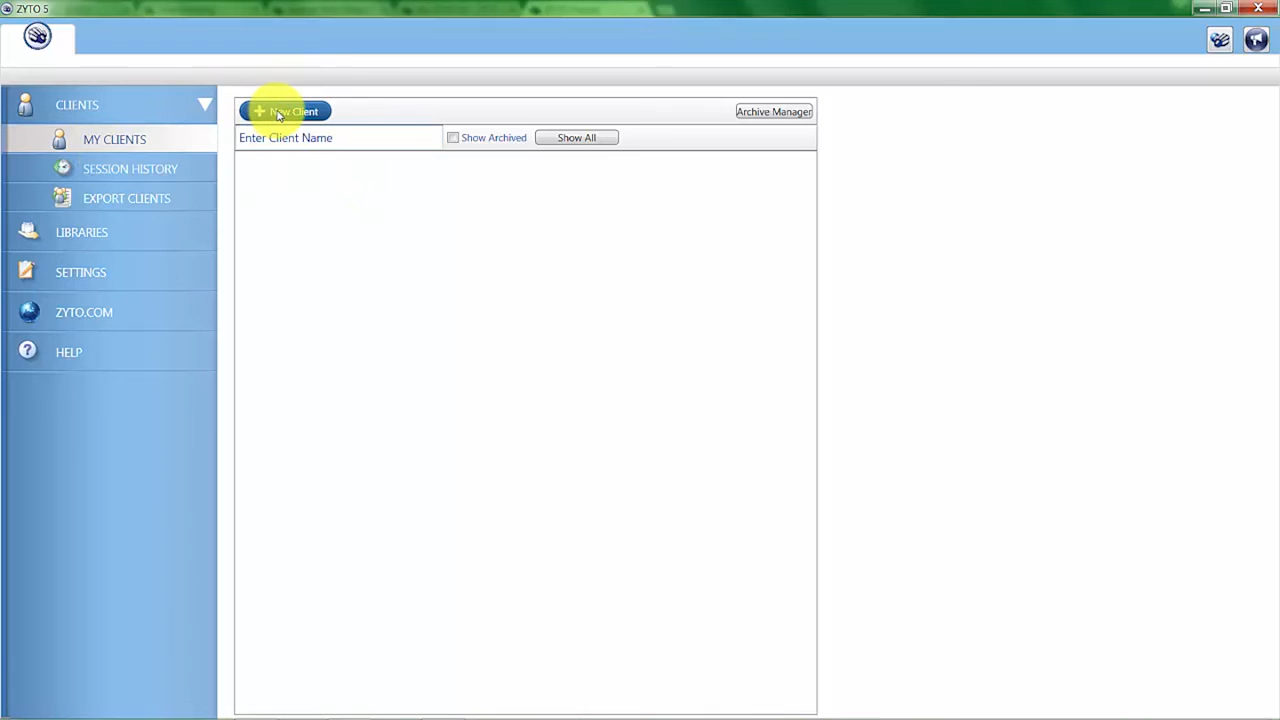 ZYTO 5
CLIENTS
MY CLIENTS
SESSION HISTORY
EXPORT CLIENTS
LIBRARIES
SETTINGS
ZYTO.COM
HELP
New Client
Archive Manager
Enter Client Name
Show Archived
Show All